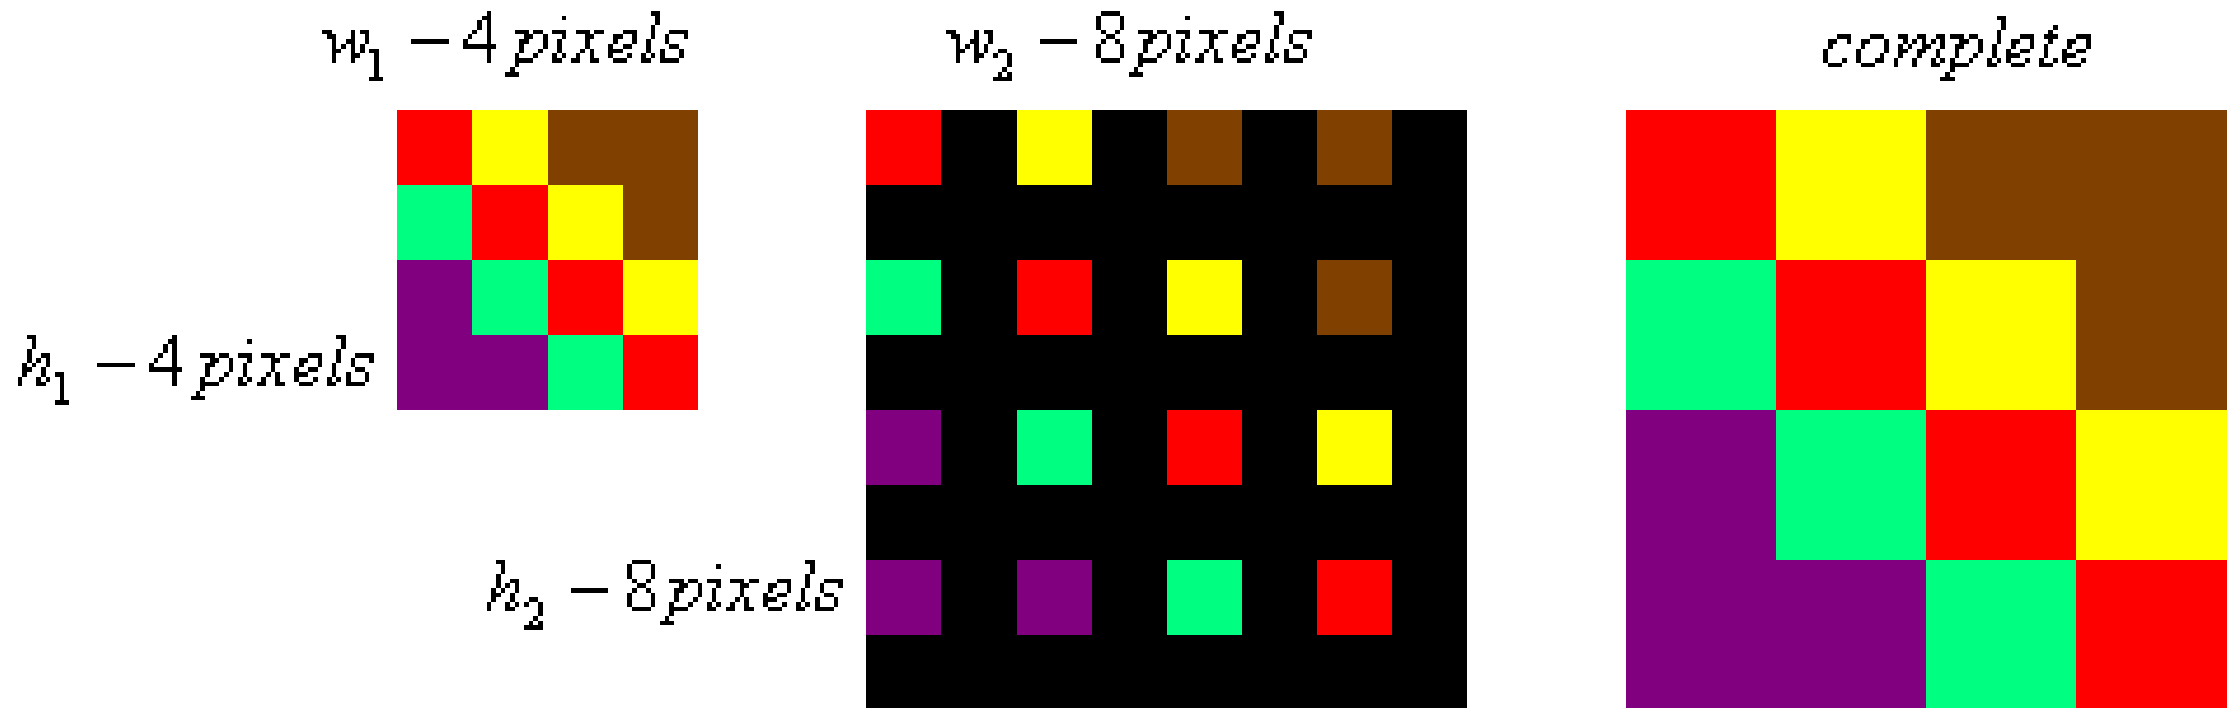 w₁ – 4 pixels
w₂ – 8 pixels
complete
h₁ – 4 pixels
h₂ – 8 pixels